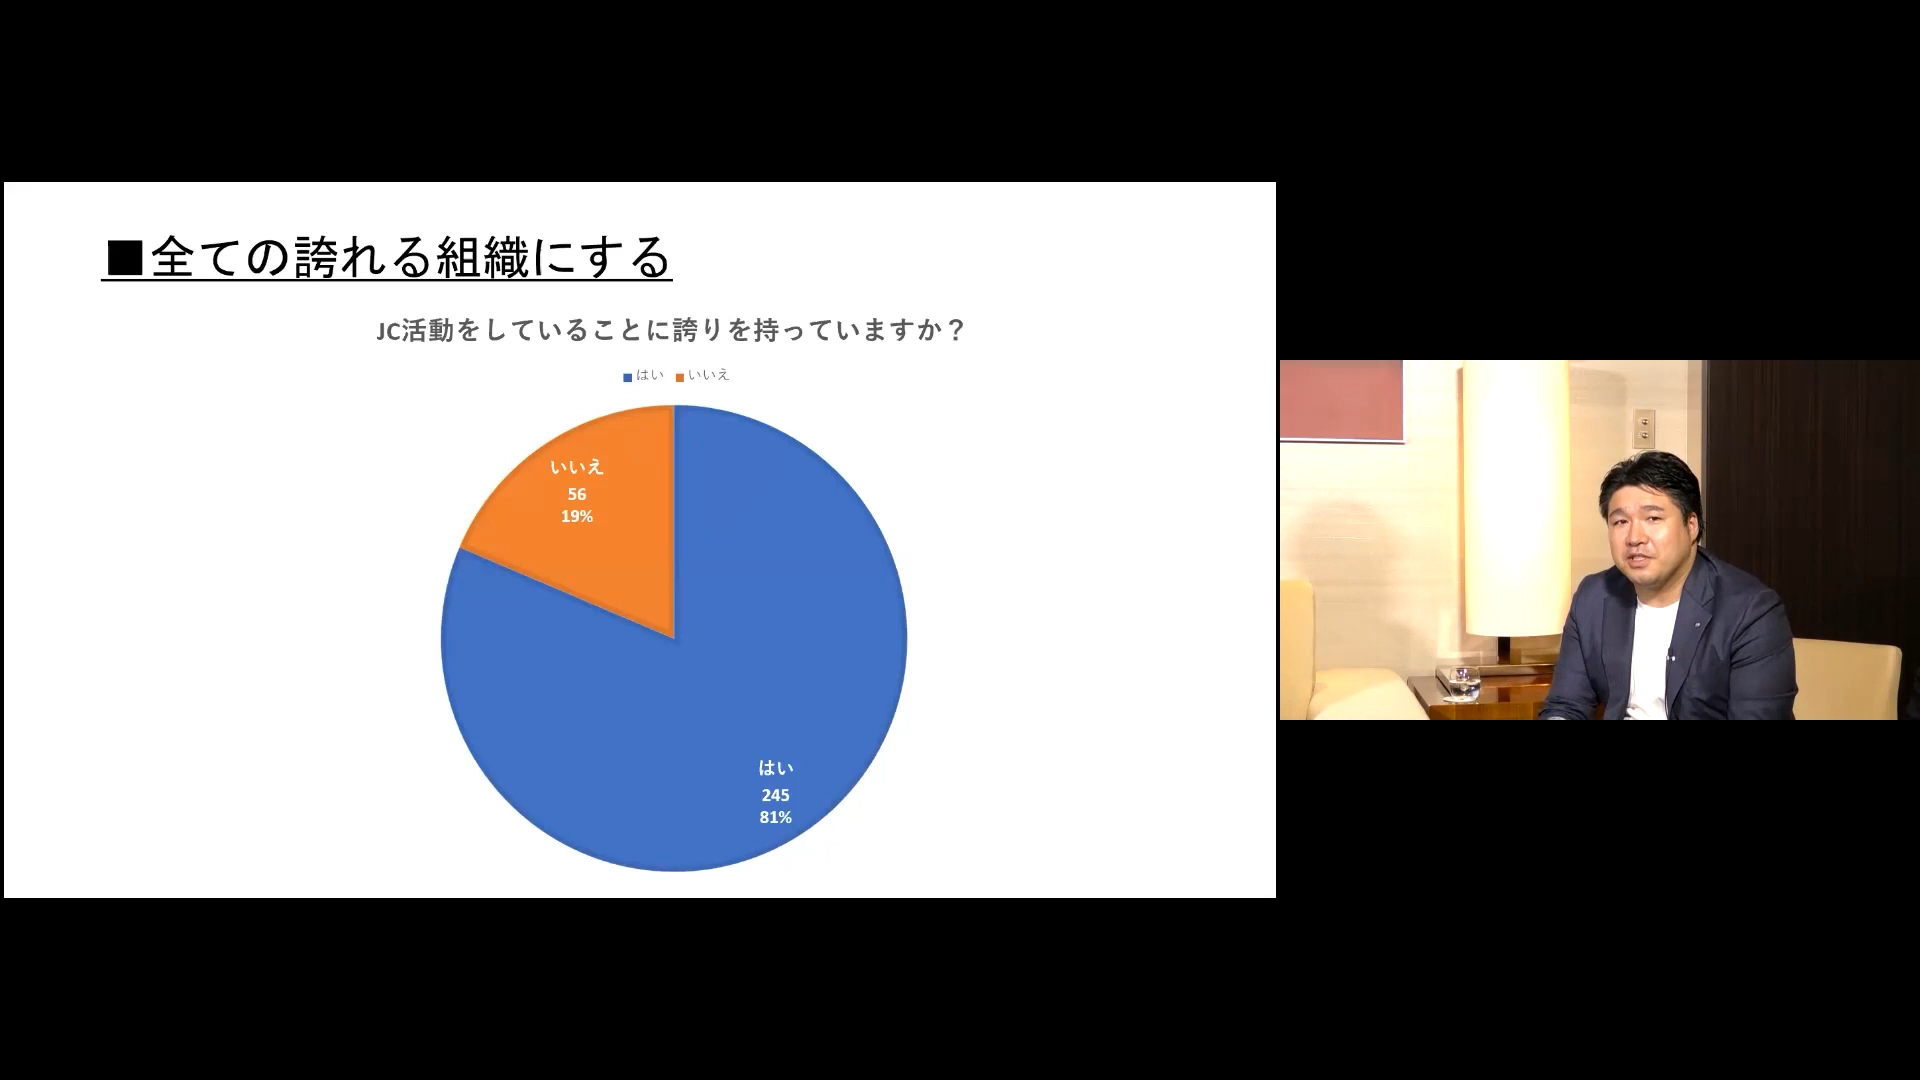 ■全ての誇れる組織にする
JC活動をしていることに誇りを持っていますか？
はい いいえ
いいえ
56
19%
はい
245
81%